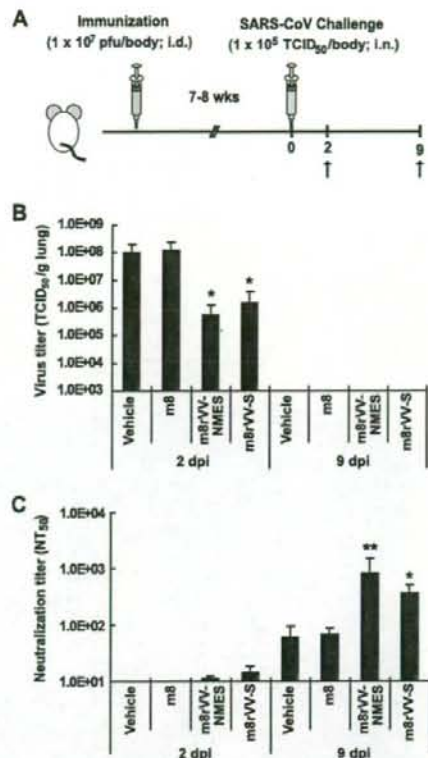 A
Immunization
(1 x 10⁷ pfu/body; i.d.)
SARS-CoV Challenge
(1 x 10⁵ TCID₅₀/body; i.n.)
7-8 wks
0 2 9
B
Virus titer (TCID₅₀/g lung)
1.0E+09
1.0E+08
1.0E+07
1.0E+06
1.0E+05
1.0E+04
1.0E+03
* *
Vehicle
m8
m8rVV-
NMES
m8rVV-S
Vehicle
m8
m8rVV-
NMES
m8rVV-S
2 dpi 9 dpi
C
Neutralization titer (NT₅₀)
1.0E+04
1.0E+03
1.0E+02
1.0E+01
** *
Vehicle
m8
m8rVV-
NMES
m8rVV-S
Vehicle
m8
m8rVV-
NMES
m8rVV-S
2 dpi 9 dpi